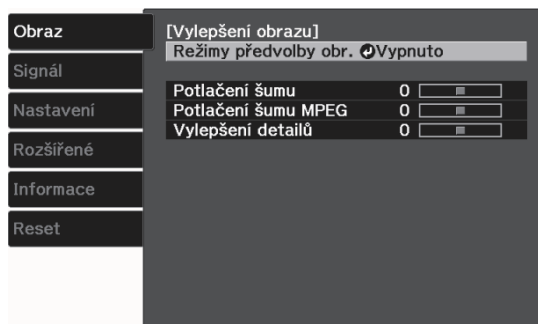 Obraz
Signál
Nastavení
Rozšířené
Informace
Reset
[Vylepšení obrazu]
Režimy předvolby obr. Vypnuto
Potlačení šumu 0
Potlačení šumu MPEG 0
Vylepšení detailů 0